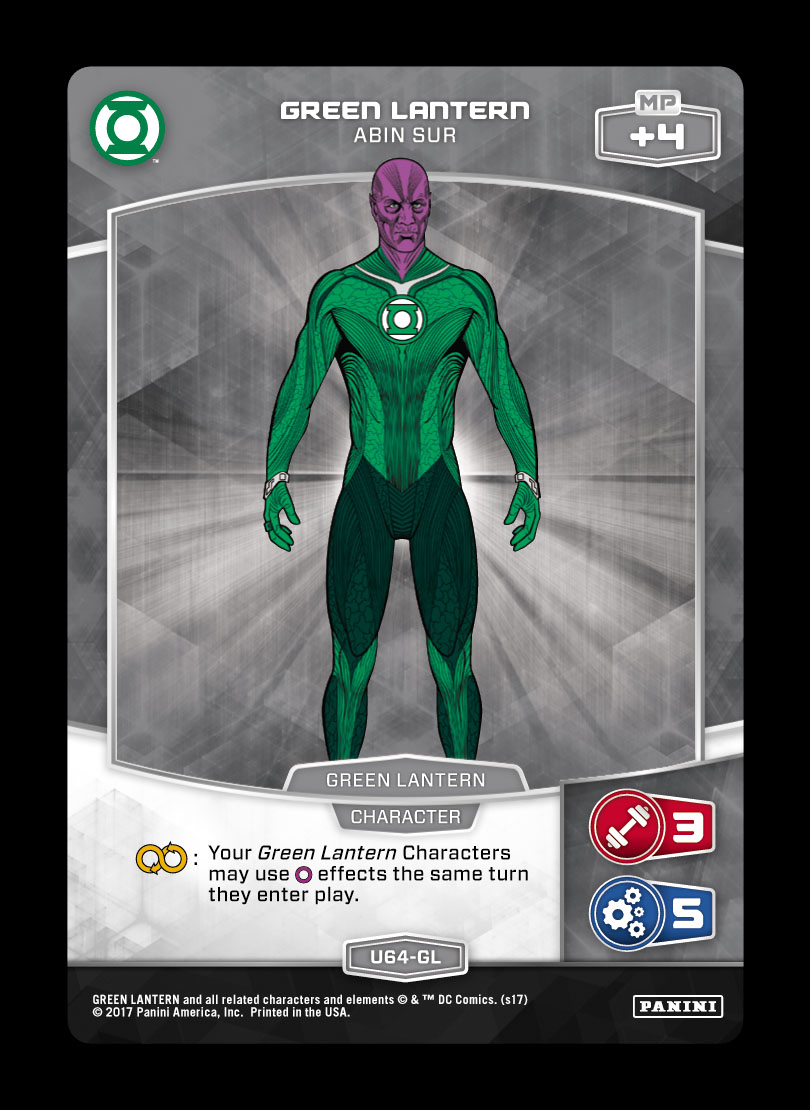 GREEN LANTERN
ABIN SUR
MP
+4
™
GREEN LANTERN
CHARACTER
: Your Green Lantern Characters
may use effects the same turn
they enter play.
3
5
U64-GL
GREEN LANTERN and all related characters and elements © & ™ DC Comics. (s17)
© 2017 Panini America, Inc. Printed in the USA.
PANINI